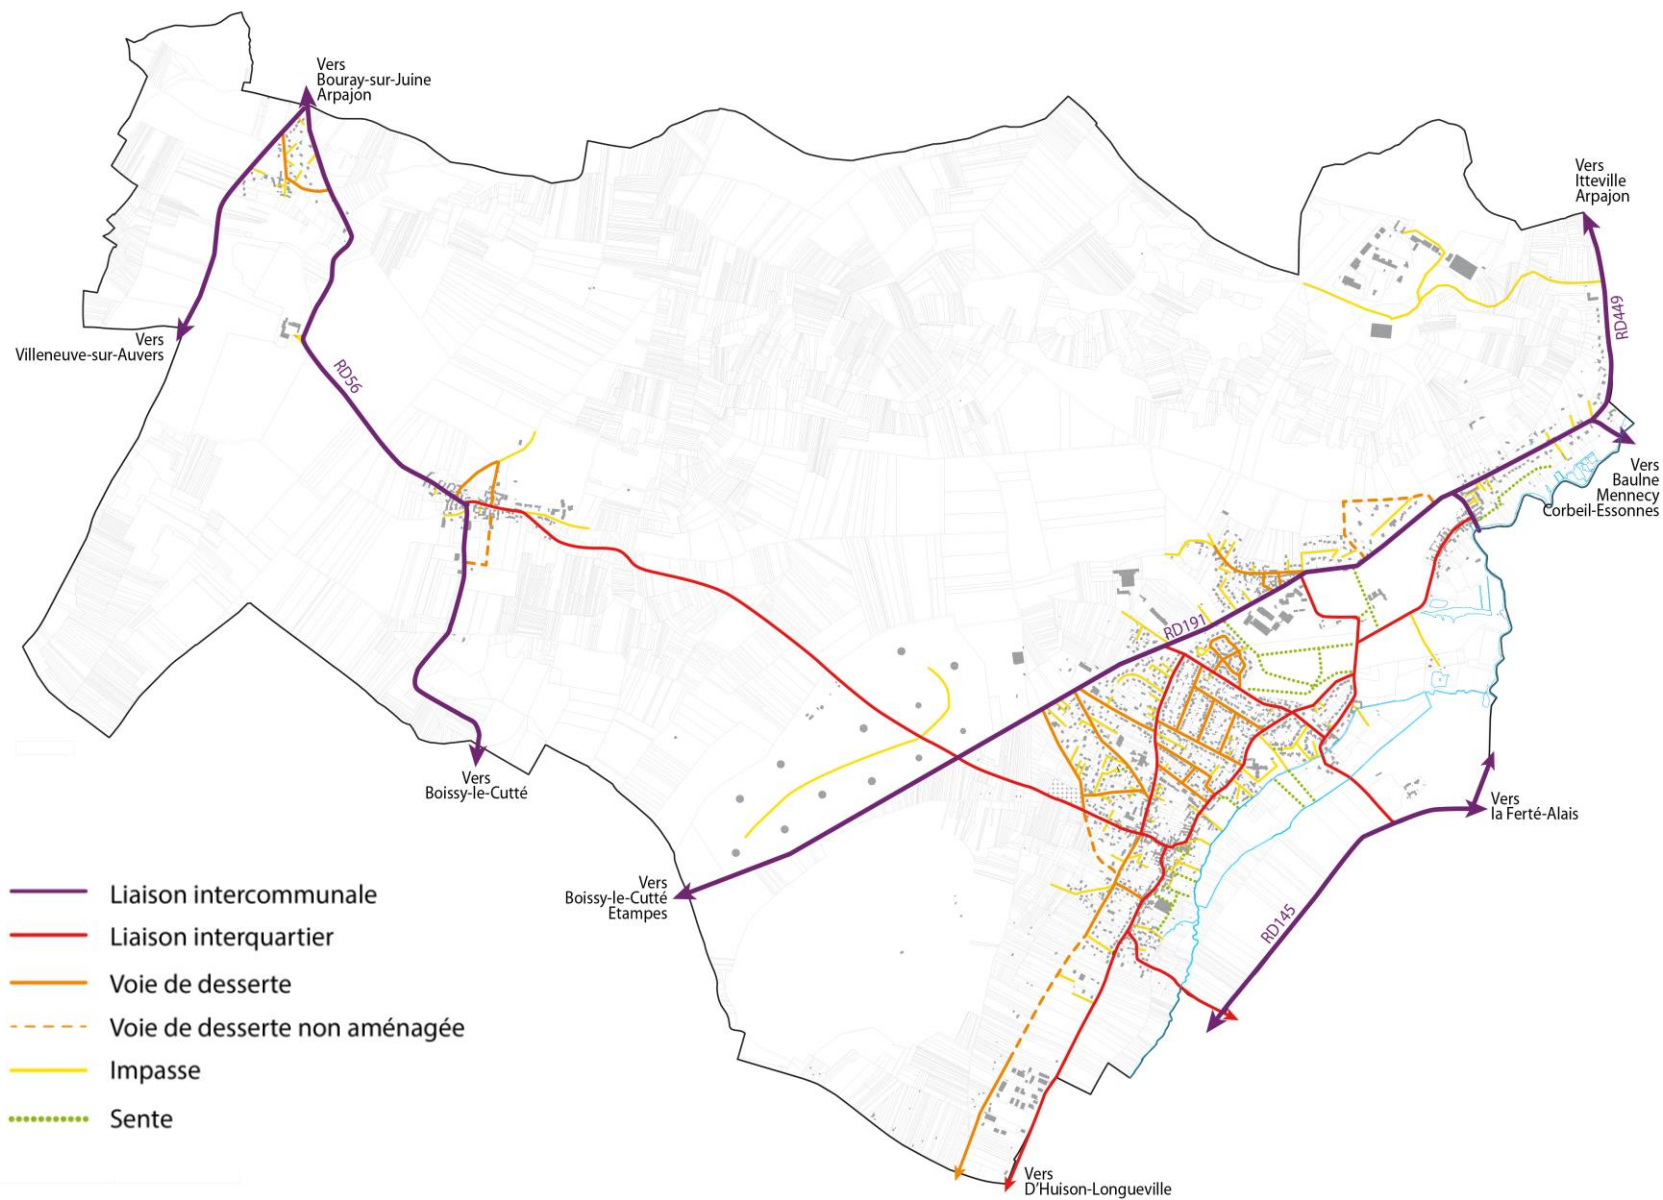 Vers
Bouray-sur-Juine
Arpajon
Vers
Itteville
Arpajon
RD449
Vers
Villeneuve-sur-Auvers
RD56
Vers
Baulne
Mennecy
Corbeil-Essonnes
RD191
Vers
Boissy-le-Cutté
Vers
la Ferté-Alais
Vers
Boissy-le-Cutté
Etampes
RD145
Liaison intercommunale
Liaison interquartier
Voie de desserte
Voie de desserte non aménagée
Impasse
Sente
Vers
D'Huison-Longueville